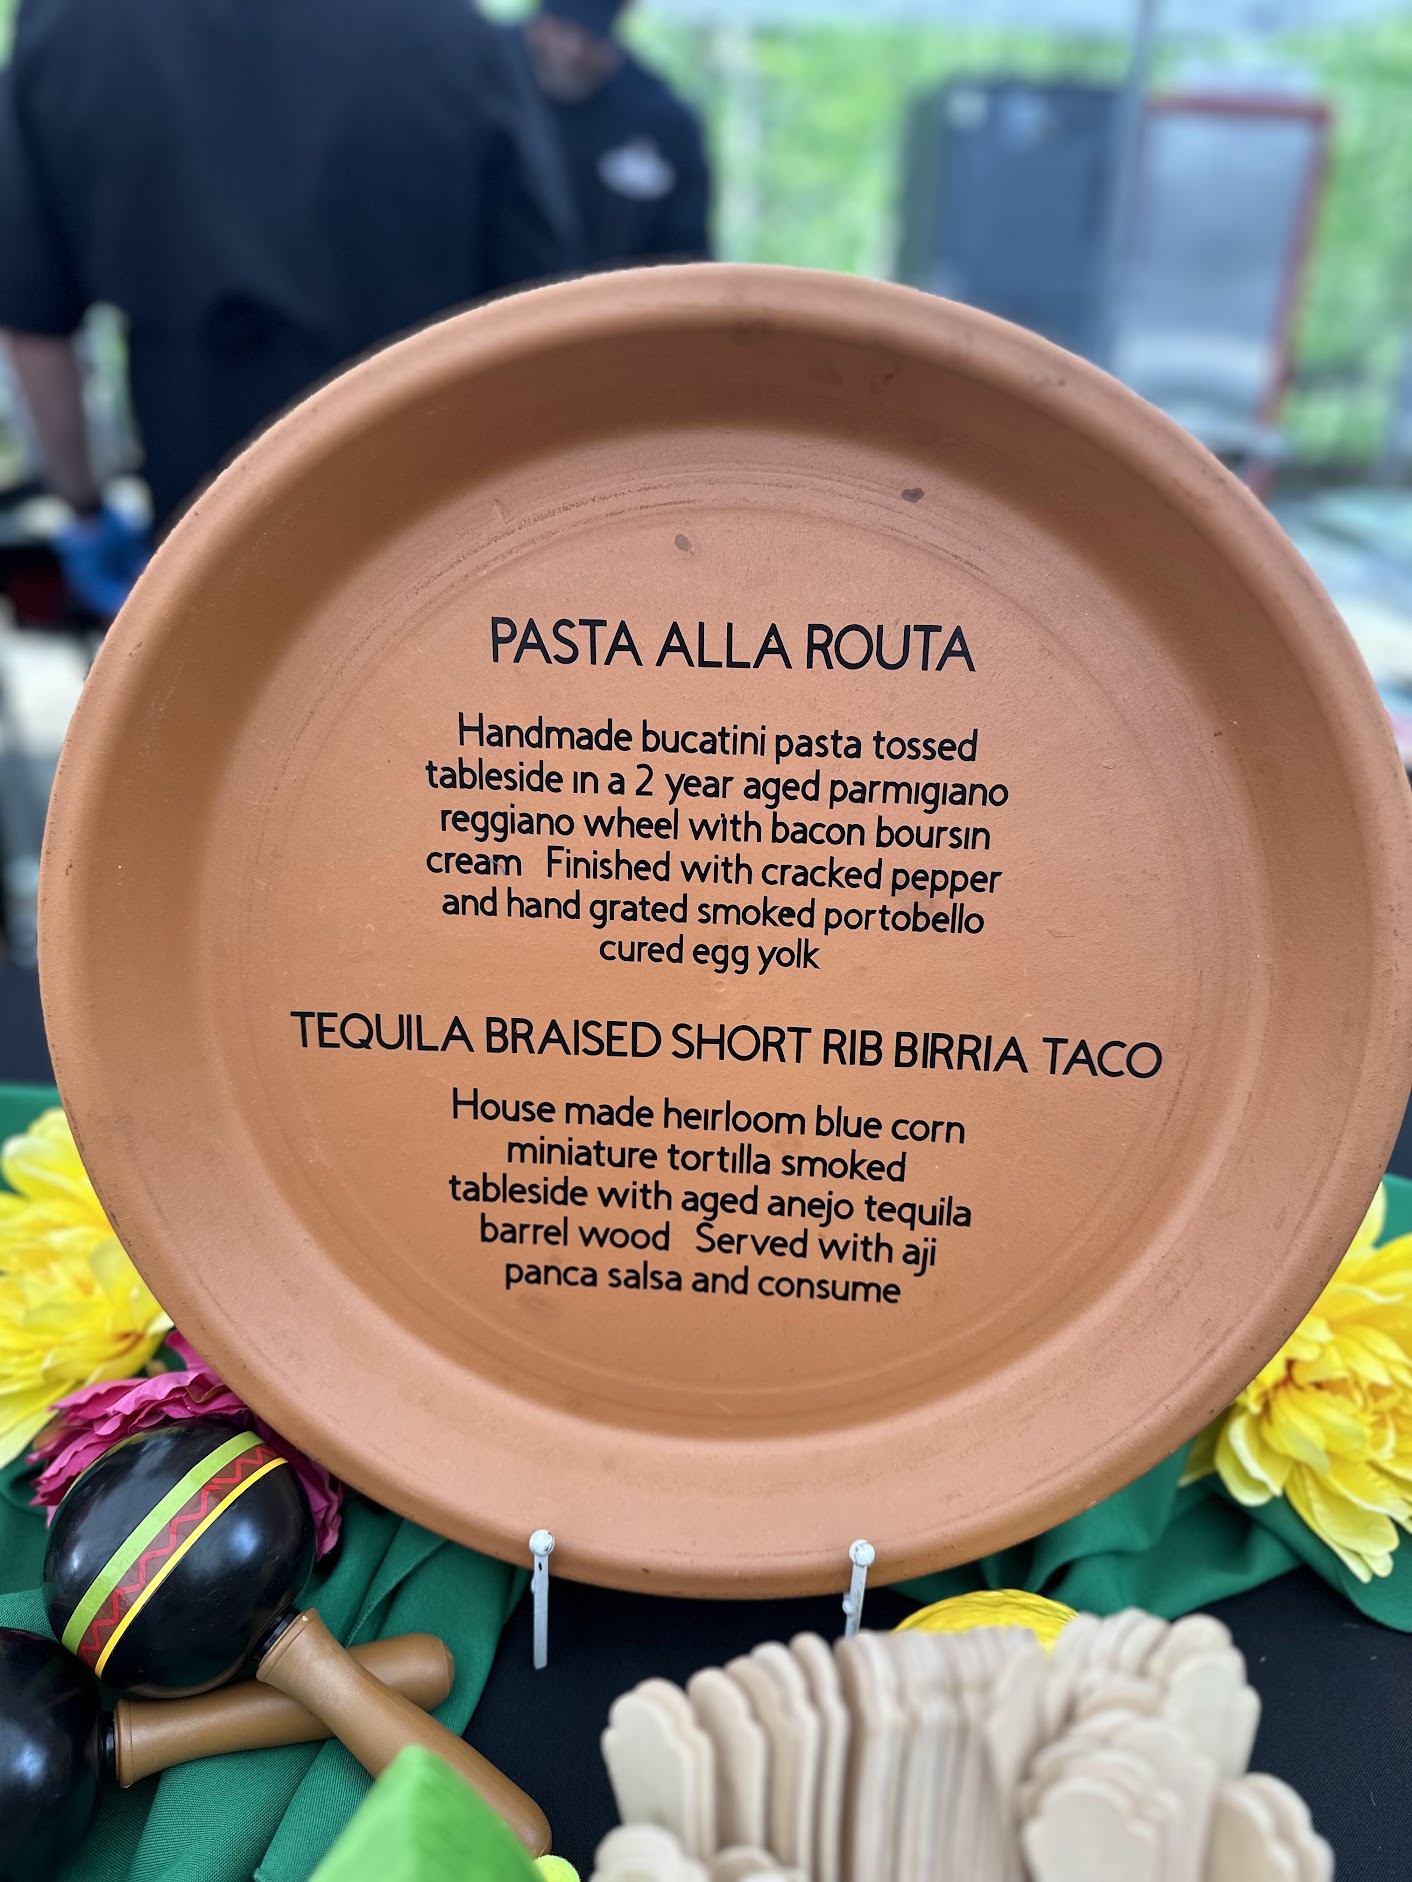 PASTA ALLA ROUTA
Handmade bucatini pasta tossed
tableside in a 2 year aged parmigiano
reggiano wheel with bacon boursin
cream Finished with cracked pepper
and hand grated smoked portobello
cured egg yolk
TEQUILA BRAISED SHORT RIB BIRRIA TACO
House made heirloom blue corn
miniature tortilla smoked
tableside with aged anejo tequila
barrel wood Served with aji
panca salsa and consume